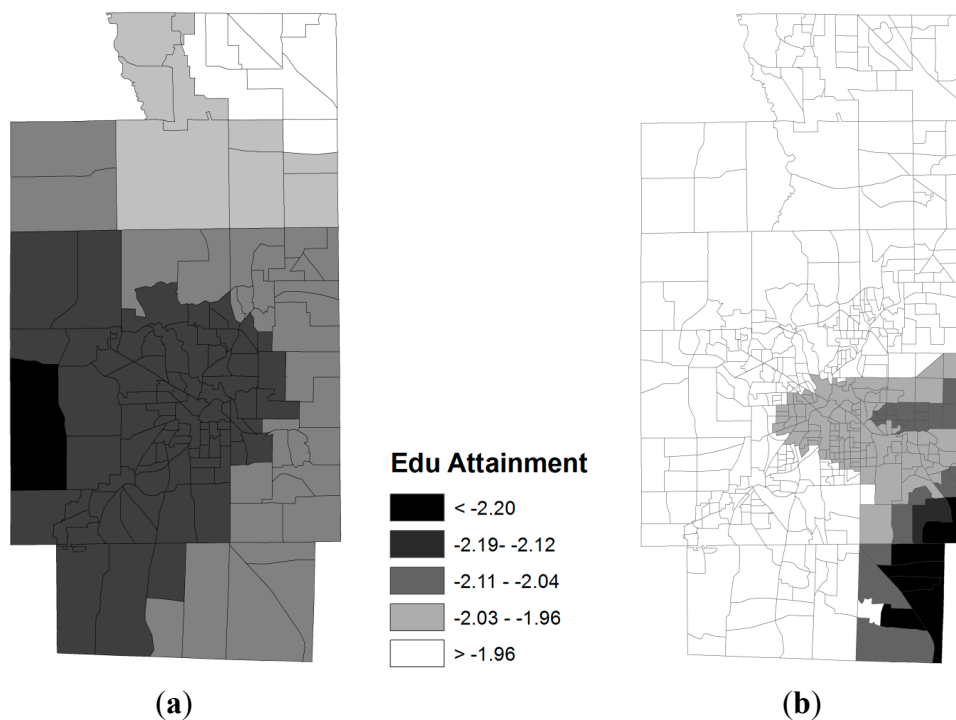 Edu Attainment
< -2.20
-2.19- -2.12
-2.11 - -2.04
-2.03 - -1.96
> -1.96
(a)
(b)